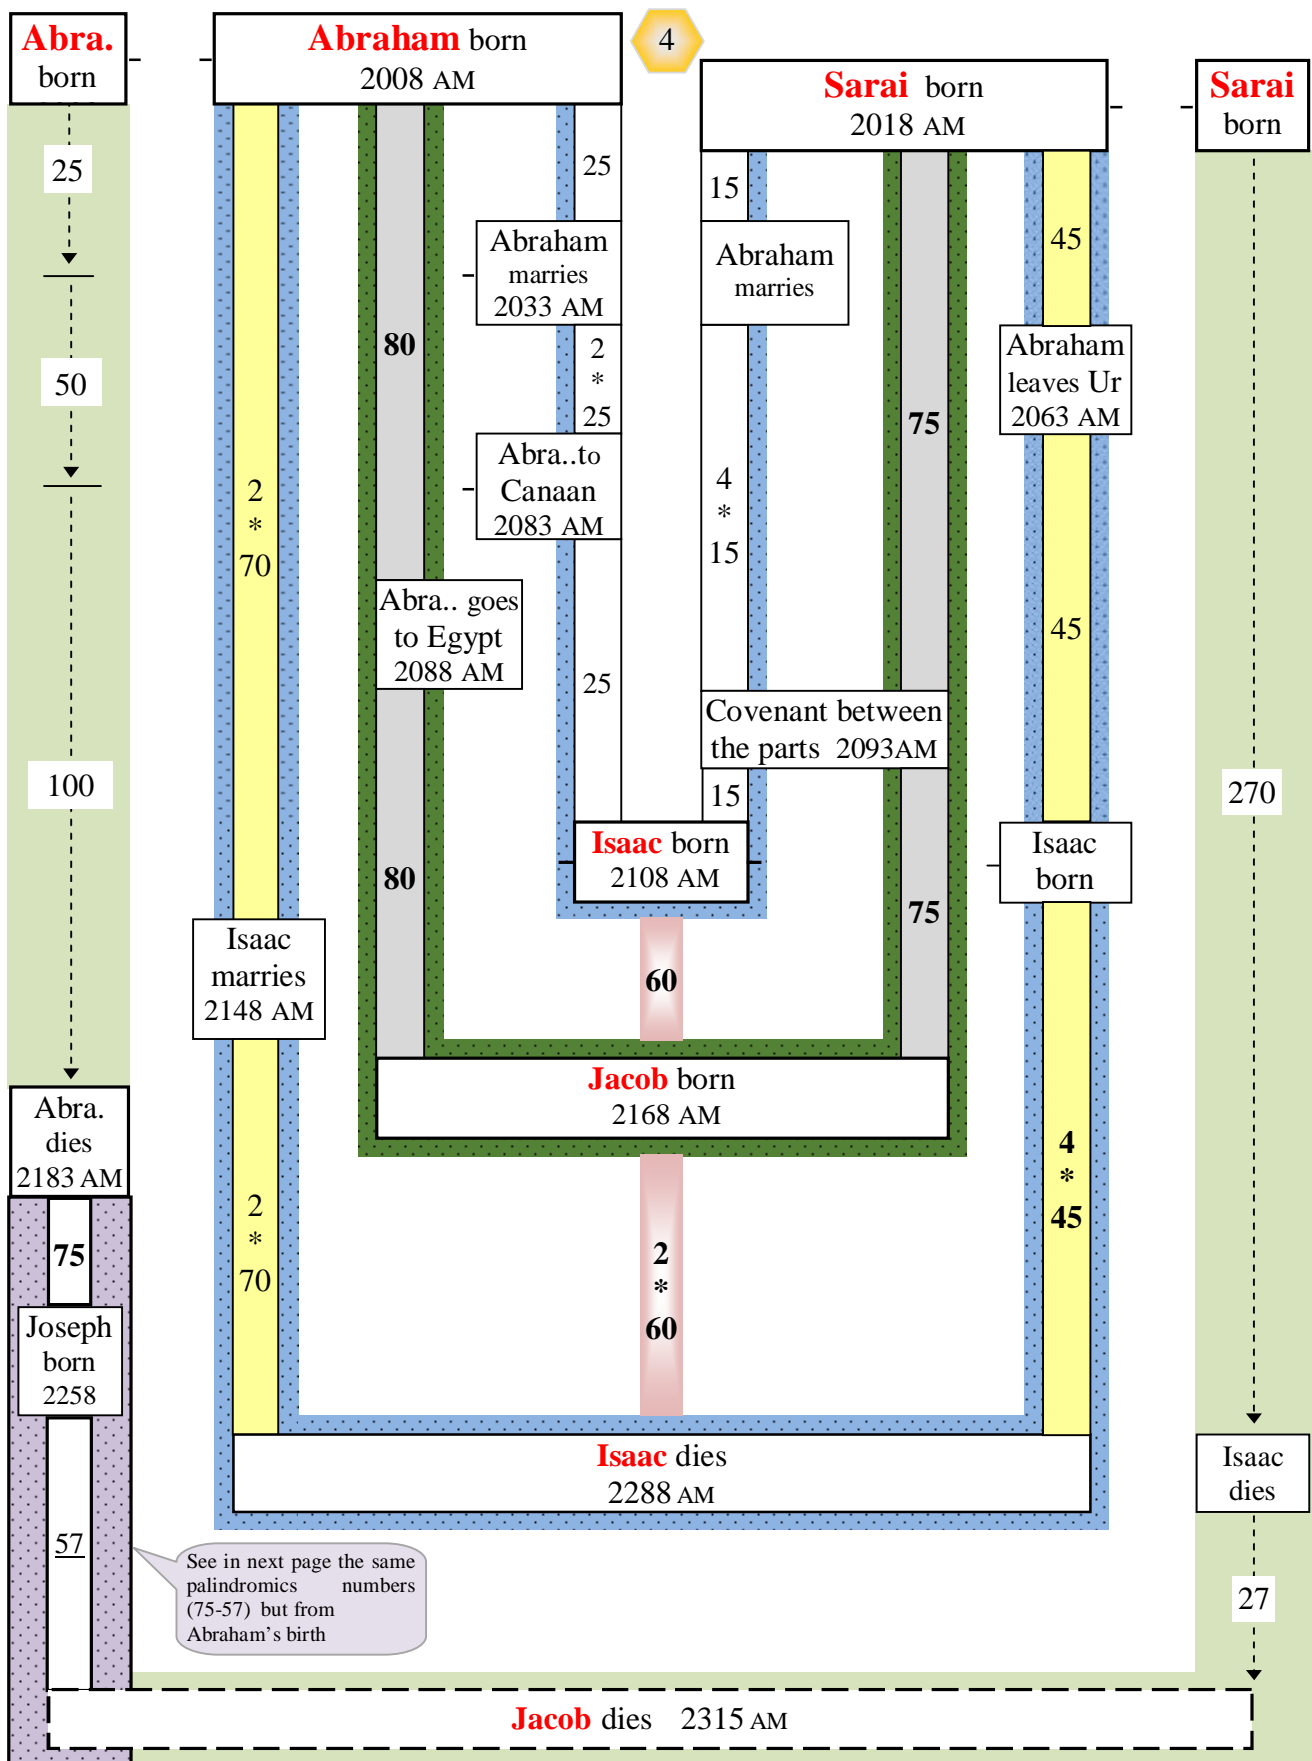 Abra.
born
25
50
100
Abra.
dies
2183 AM
75
Joseph
born
2258
57
Abraham born
2008 AM
4
Sarai born
2018 AM
Sarai
born
2
*
70
Isaac
marries
2148 AM
2
*
70
80
Abra.. goes
to Egypt
2088 AM
80
25
Abraham
marries
2033 AM
2
*
25
Abra..to
Canaan
2083 AM
25
15
Abraham
marries
4
*
15
Covenant between
the parts 2093AM
15
75
75
45
Abraham
leaves Ur
2063 AM
45
Isaac
born
4
*
45
Isaac born
2108 AM
60
Jacob born
2168 AM
2
*
60
Isaac dies
2288 AM
270
Isaac
dies
27
See in next page the same
palindromics numbers
(75-57) but from
Abraham's birth
Jacob dies 2315 AM